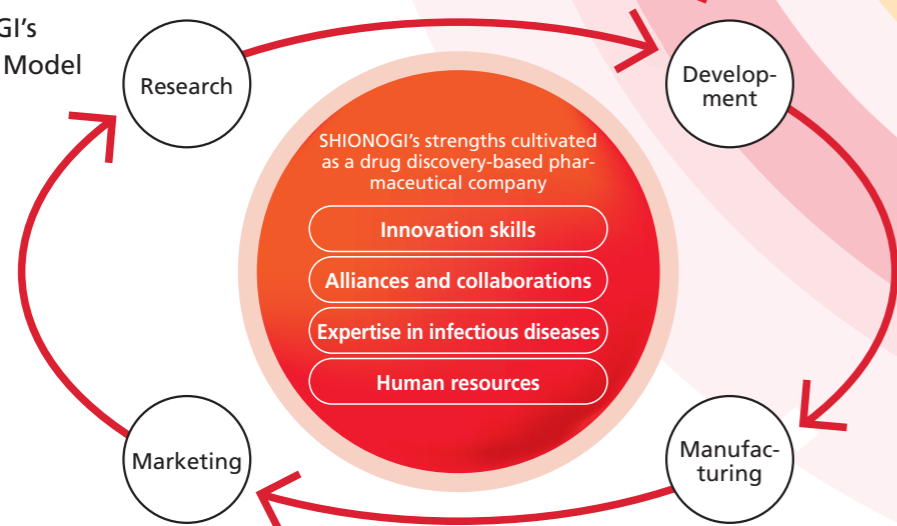 GI's
Model
Research
Develop-
ment
SHIONOGI's strengths cultivated
as a drug discovery-based phar-
maceutical company
Innovation skills
Alliances and collaborations
Expertise in infectious diseases
Human resources
Marketing
Manufac-
turing